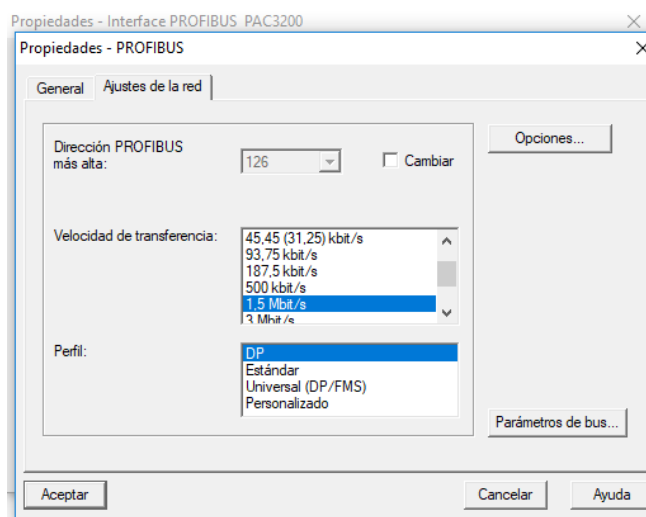 Propiedades - Interface PROFIBUS PAC3200
Propiedades - PROFIBUS
General
Ajustes de la red
Dirección PROFIBUS
más alta:
126
Cambiar
Opciones...
Velocidad de transferencia:
45,45 (31,25) kbit/s
93,75 kbit/s
187,5 kbit/s
500 kbit/s
1,5 Mbit/s
3 Mbit/s
Perfil:
DP
Estándar
Universal (DP/FMS)
Personalizado
Parámetros de bus...
Aceptar
Cancelar
Ayuda